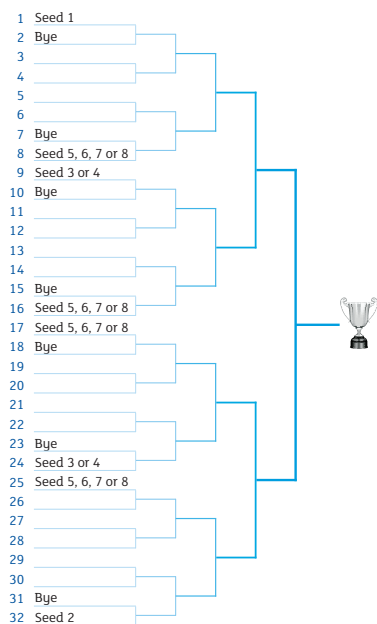 1 Seed 1
2 Bye
3
4
5
6
7 Bye
8 Seed 5, 6, 7 or 8
9 Seed 3 or 4
10 Bye
11
12
13
14
15 Bye
16 Seed 5, 6, 7 or 8
17 Seed 5, 6, 7 or 8
18 Bye
19
20
21
22
23 Bye
24 Seed 3 or 4
25 Seed 5, 6, 7 or 8
26
27
28
29
30
31 Bye
32 Seed 2